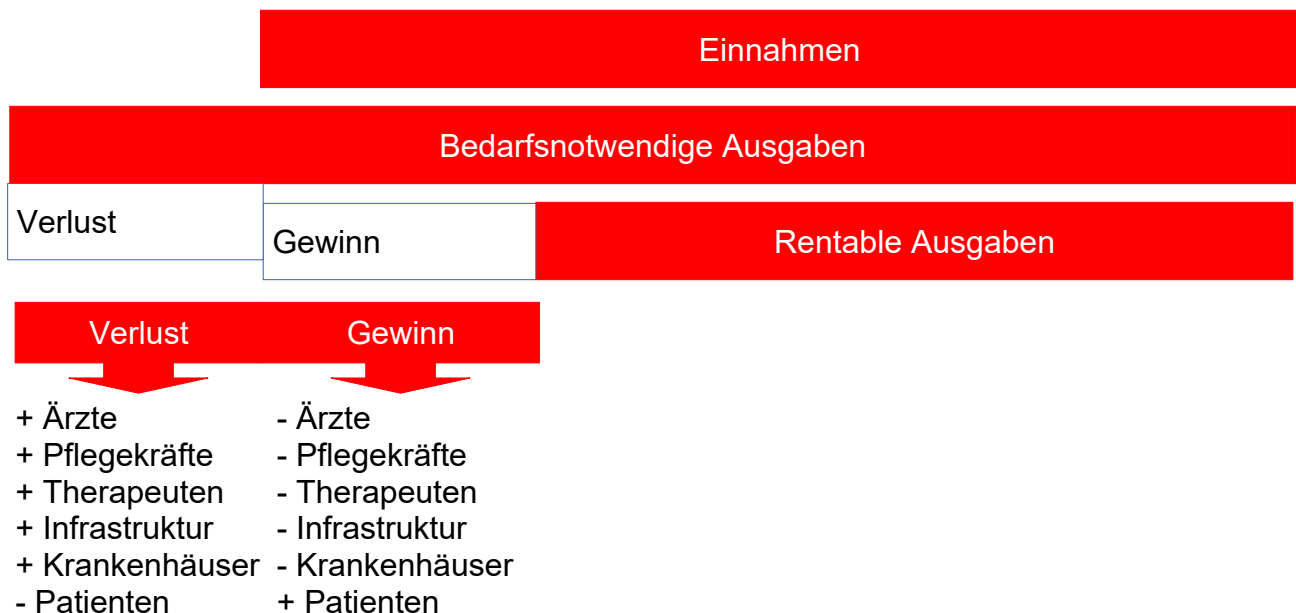 Einnahmen
Bedarfsnotwendige Ausgaben
Verlust
Gewinn
Rentable Ausgaben
Verlust
Gewinn
+ Ärzte
+ Pflegekräfte
+ Therapeuten
+ Infrastruktur
+ Krankenhäuser
- Patienten
- Ärzte
- Pflegekräfte
- Therapeuten
- Infrastruktur
- Krankenhäuser
+ Patienten